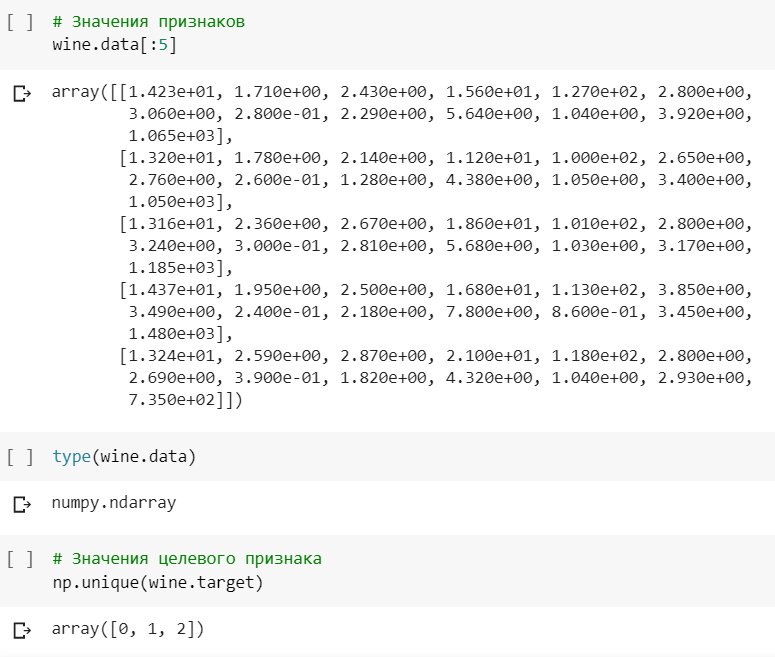 [ ] # Значения признаков
wine.data[:5]
array([[1.423e+01, 1.710e+00, 2.430e+00, 1.560e+01, 1.270e+02, 2.800e+00,
3.060e+00, 2.800e-01, 2.290e+00, 5.640e+00, 1.040e+00, 3.920e+00,
1.065e+03],
[1.320e+01, 1.780e+00, 2.140e+00, 1.120e+01, 1.000e+02, 2.650e+00,
2.760e+00, 2.600e-01, 1.280e+00, 4.380e+00, 1.050e+00, 3.400e+00,
1.050e+03],
[1.316e+01, 2.360e+00, 2.670e+00, 1.860e+01, 1.010e+02, 2.800e+00,
3.240e+00, 3.000e-01, 2.810e+00, 5.680e+00, 1.030e+00, 3.170e+00,
1.185e+03],
[1.437e+01, 1.950e+00, 2.500e+00, 1.680e+01, 1.130e+02, 3.850e+00,
3.490e+00, 2.400e-01, 2.180e+00, 7.800e+00, 8.600e-01, 3.450e+00,
1.480e+03],
[1.324e+01, 2.590e+00, 2.870e+00, 2.100e+01, 1.180e+02, 2.800e+00,
2.690e+00, 3.900e-01, 1.820e+00, 4.320e+00, 1.040e+00, 2.930e+00,
7.350e+02]])
[ ] type(wine.data)
numpy.ndarray
[ ] # Значения целевого признака
np.unique(wine.target)
array([0, 1, 2])